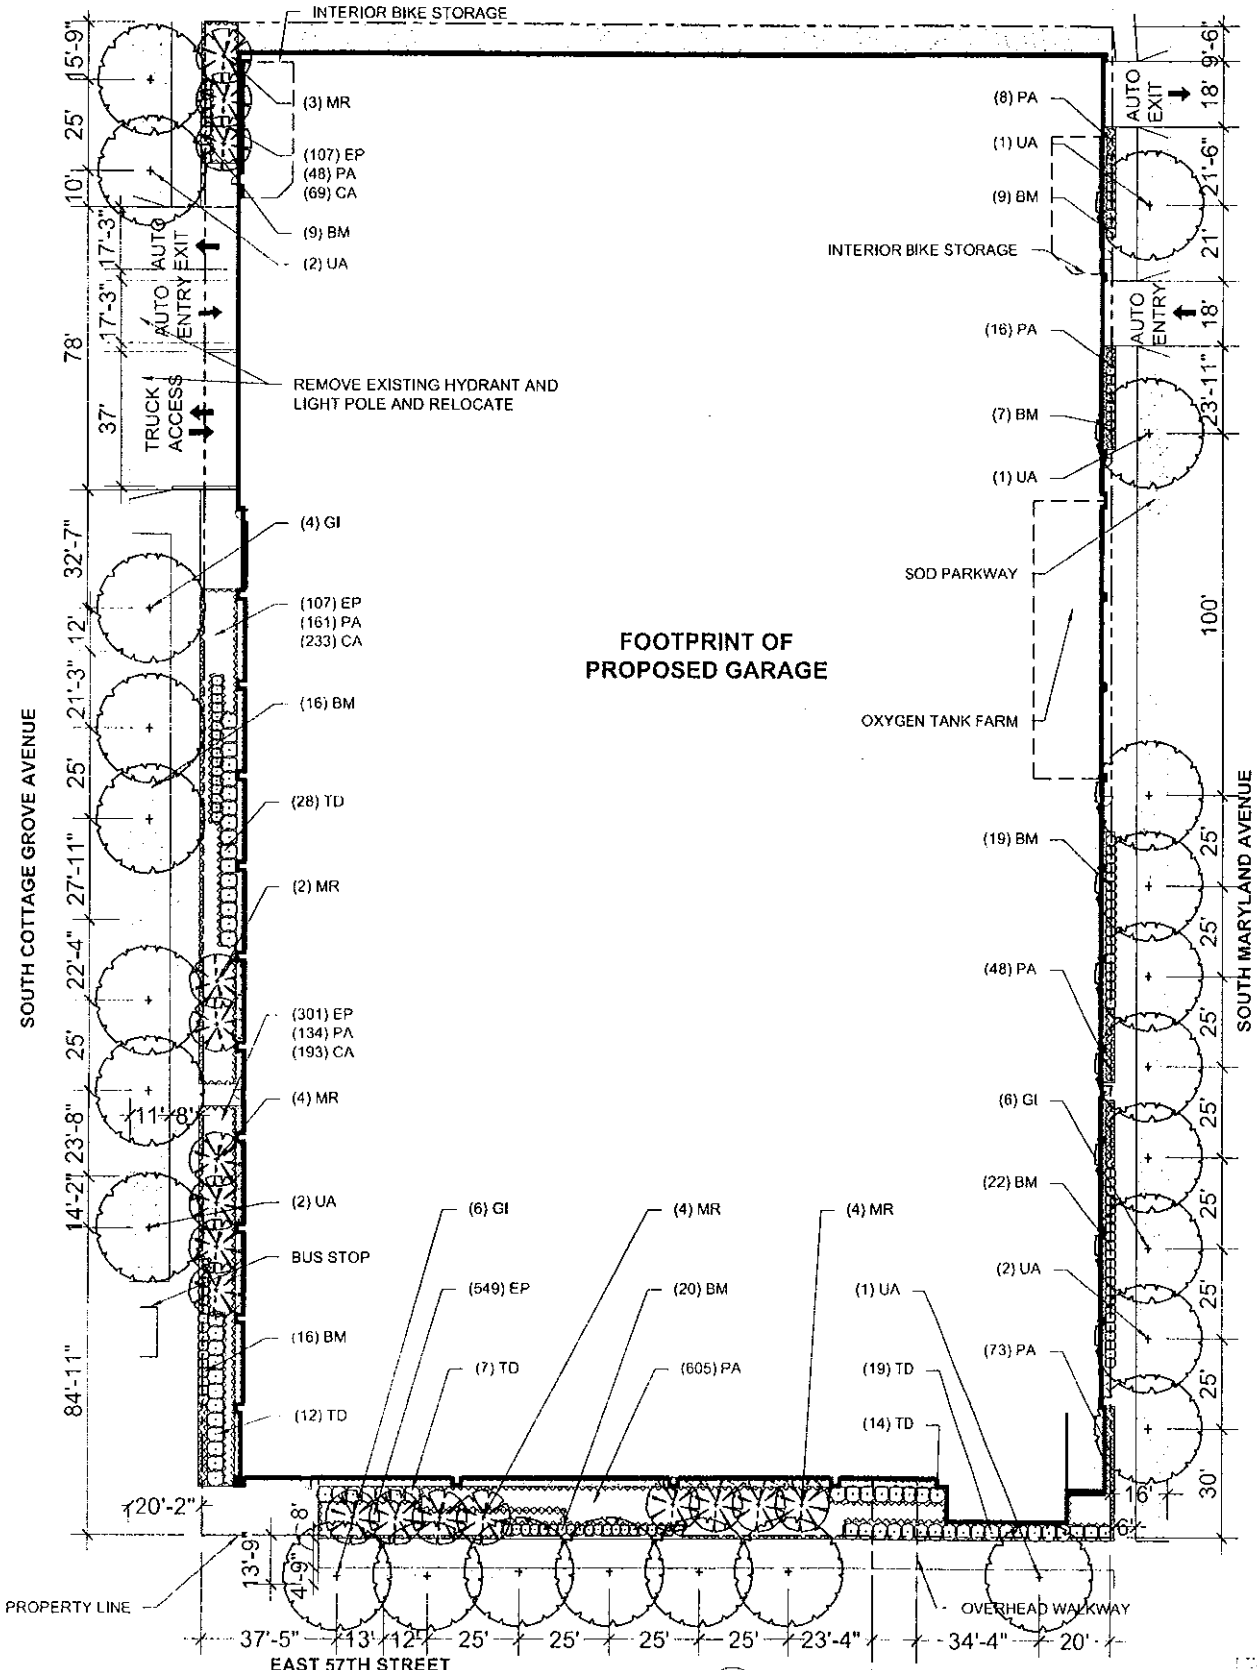 INTERIOR BIKE STORAGE
15'-9"
25'
10'
17'-3"
17'-3"
78'
37'
32'-7"
12'
21'-3"
25'
27'-11"
22'-4"
25'
23'-8"
14'-2"
84'-11"
SOUTH COTTAGE GROVE AVENUE
AUTO
EXIT
AUTO
ENTRY
TRUCK
ACCESS
(3) MR
(107) EP
(48) PA
(69) CA
(9) BM
(2) UA
REMOVE EXISTING HYDRANT AND
LIGHT POLE AND RELOCATE
(4) GI
(107) EP
(161) PA
(233) CA
(16) BM
(28) TD
(2) MR
(301) EP
(134) PA
(193) CA
(4) MR
11'
8'
(2) UA
BUS STOP
(16) BM
(12) TD
FOOTPRINT OF
PROPOSED GARAGE
(6) GI
(4) MR
(4) MR
(549) EP
(20) BM
(1) UA
(7) TD
(605) PA
(19) TD
(14) TD
(8) PA
(1) UA
(9) BM
INTERIOR BIKE STORAGE
(16) PA
(7) BM
(1) UA
SOD PARKWAY
OXYGEN TANK FARM
(19) BM
(48) PA
(6) GI
(22) BM
(2) UA
(73) PA
AUTO
EXIT
AUTO
ENTRY
9'-6"
18'
21'-6"
21'
18'
23'-11"
100'
25'
25'
25'
25'
25'
25'
25'
30'
SOUTH MARYLAND AVENUE
16'
6'
20'-2"
8'
13'-9"
4'-9"
PROPERTY LINE
OVERHEAD WALKWAY
37'-5"
13'
12'
25'
25'
25'
25'
23'-4"
34'-4"
20'
EAST 57TH STREET